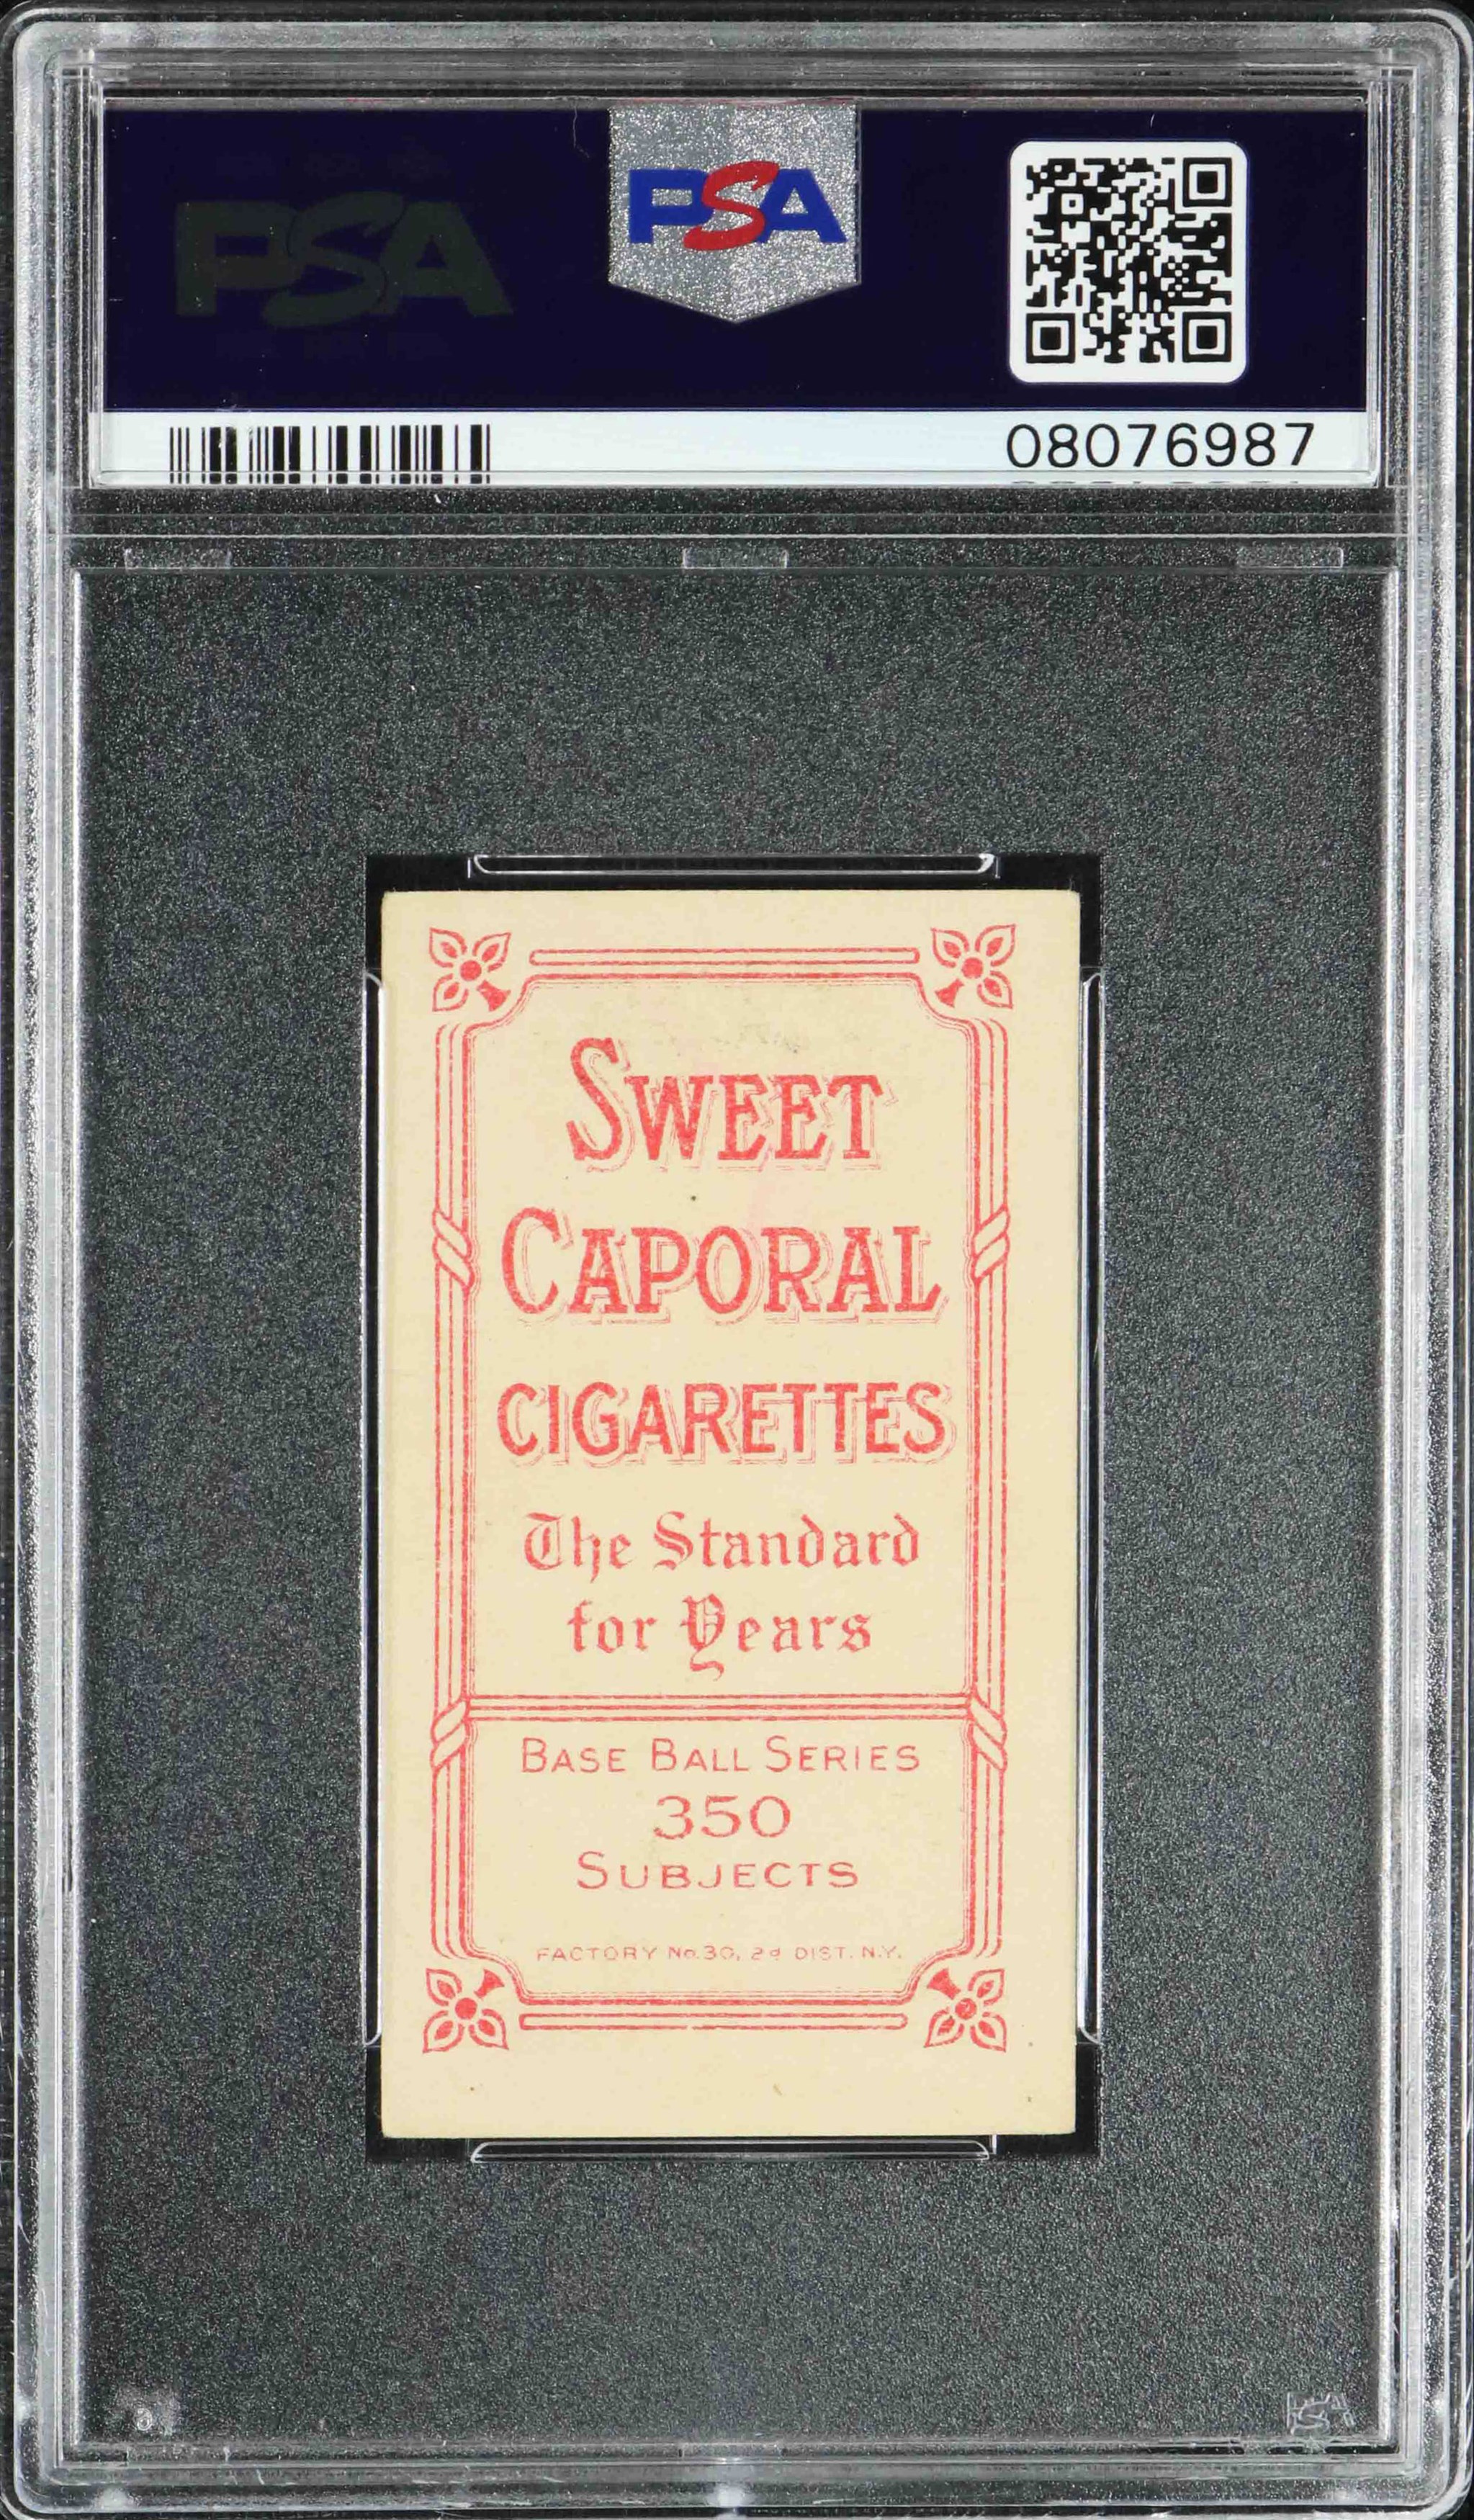 PSA
PSA
08076987
SWEET
CAPORAL
CIGARETTES
The Standard
for Years
BASE BALL SERIES
350
SUBJECTS
FACTORY No.30, 2d DIST. N.Y.
PSA